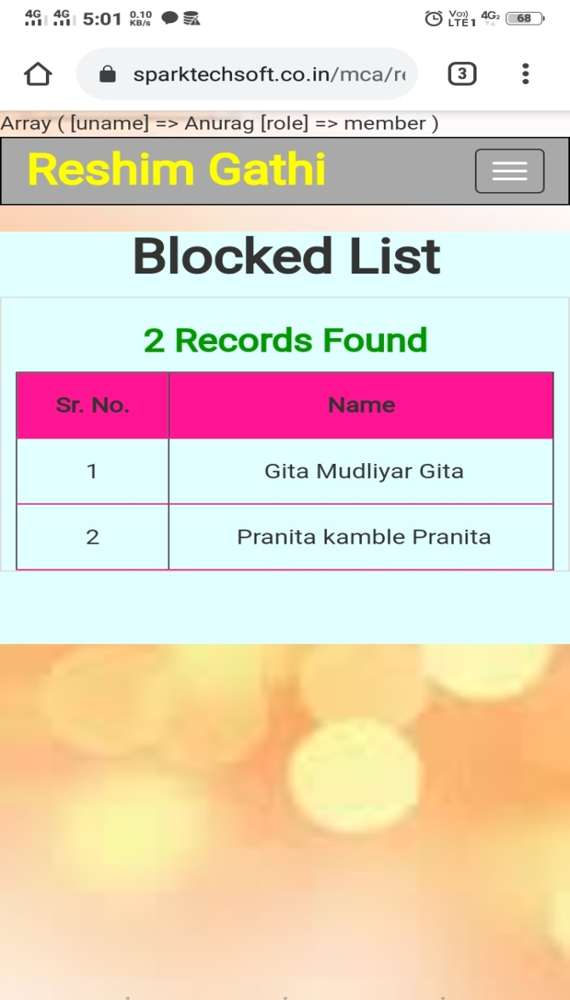 4G 4G 5:01 0.10 KB/s Vo)) LTE1 4G2 68
sparktechsoft.co.in/mca/re 3
Array ( [uname] => Anurag [role] => member )
Reshim Gathi
Blocked List
2 Records Found
Sr. No. Name
1 Gita Mudliyar Gita
2 Pranita kamble Pranita